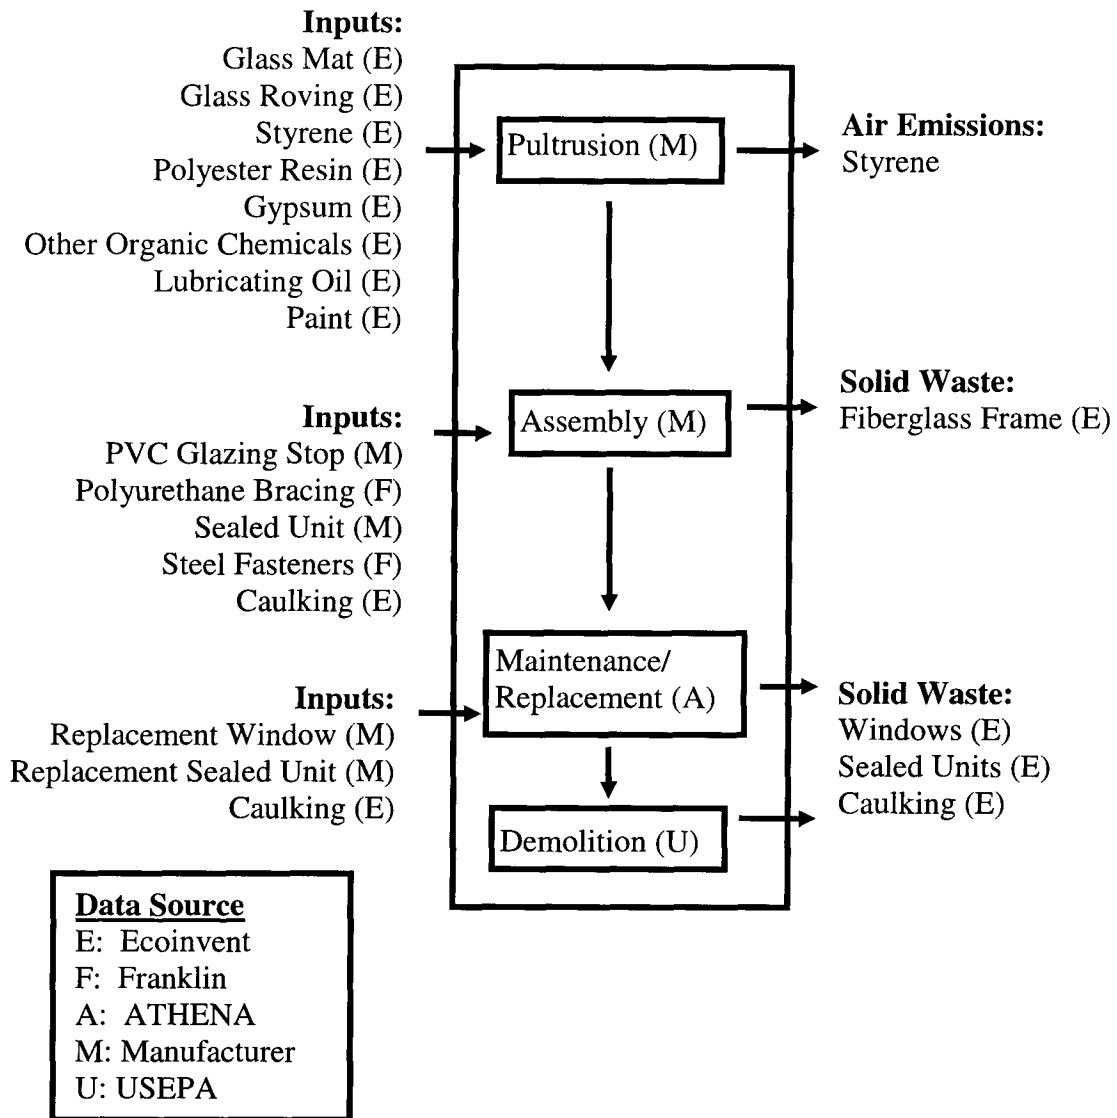 Inputs:
Glass Mat (E)
Glass Roving (E)
Styrene (E)
Polyester Resin (E)
Gypsum (E)
Other Organic Chemicals (E)
Lubricating Oil (E)
Paint (E)
Pultrusion (M)
Air Emissions:
Styrene
Inputs:
PVC Glazing Stop (M)
Polyurethane Bracing (F)
Sealed Unit (M)
Steel Fasteners (F)
Caulking (E)
Assembly (M)
Solid Waste:
Fiberglass Frame (E)
Inputs:
Replacement Window (M)
Replacement Sealed Unit (M)
Caulking (E)
Maintenance/
Replacement (A)
Solid Waste:
Windows (E)
Sealed Units (E)
Caulking (E)
Demolition (U)
Data Source
E: Ecoinvent
F: Franklin
A: ATHENA
M: Manufacturer
U: USEPA